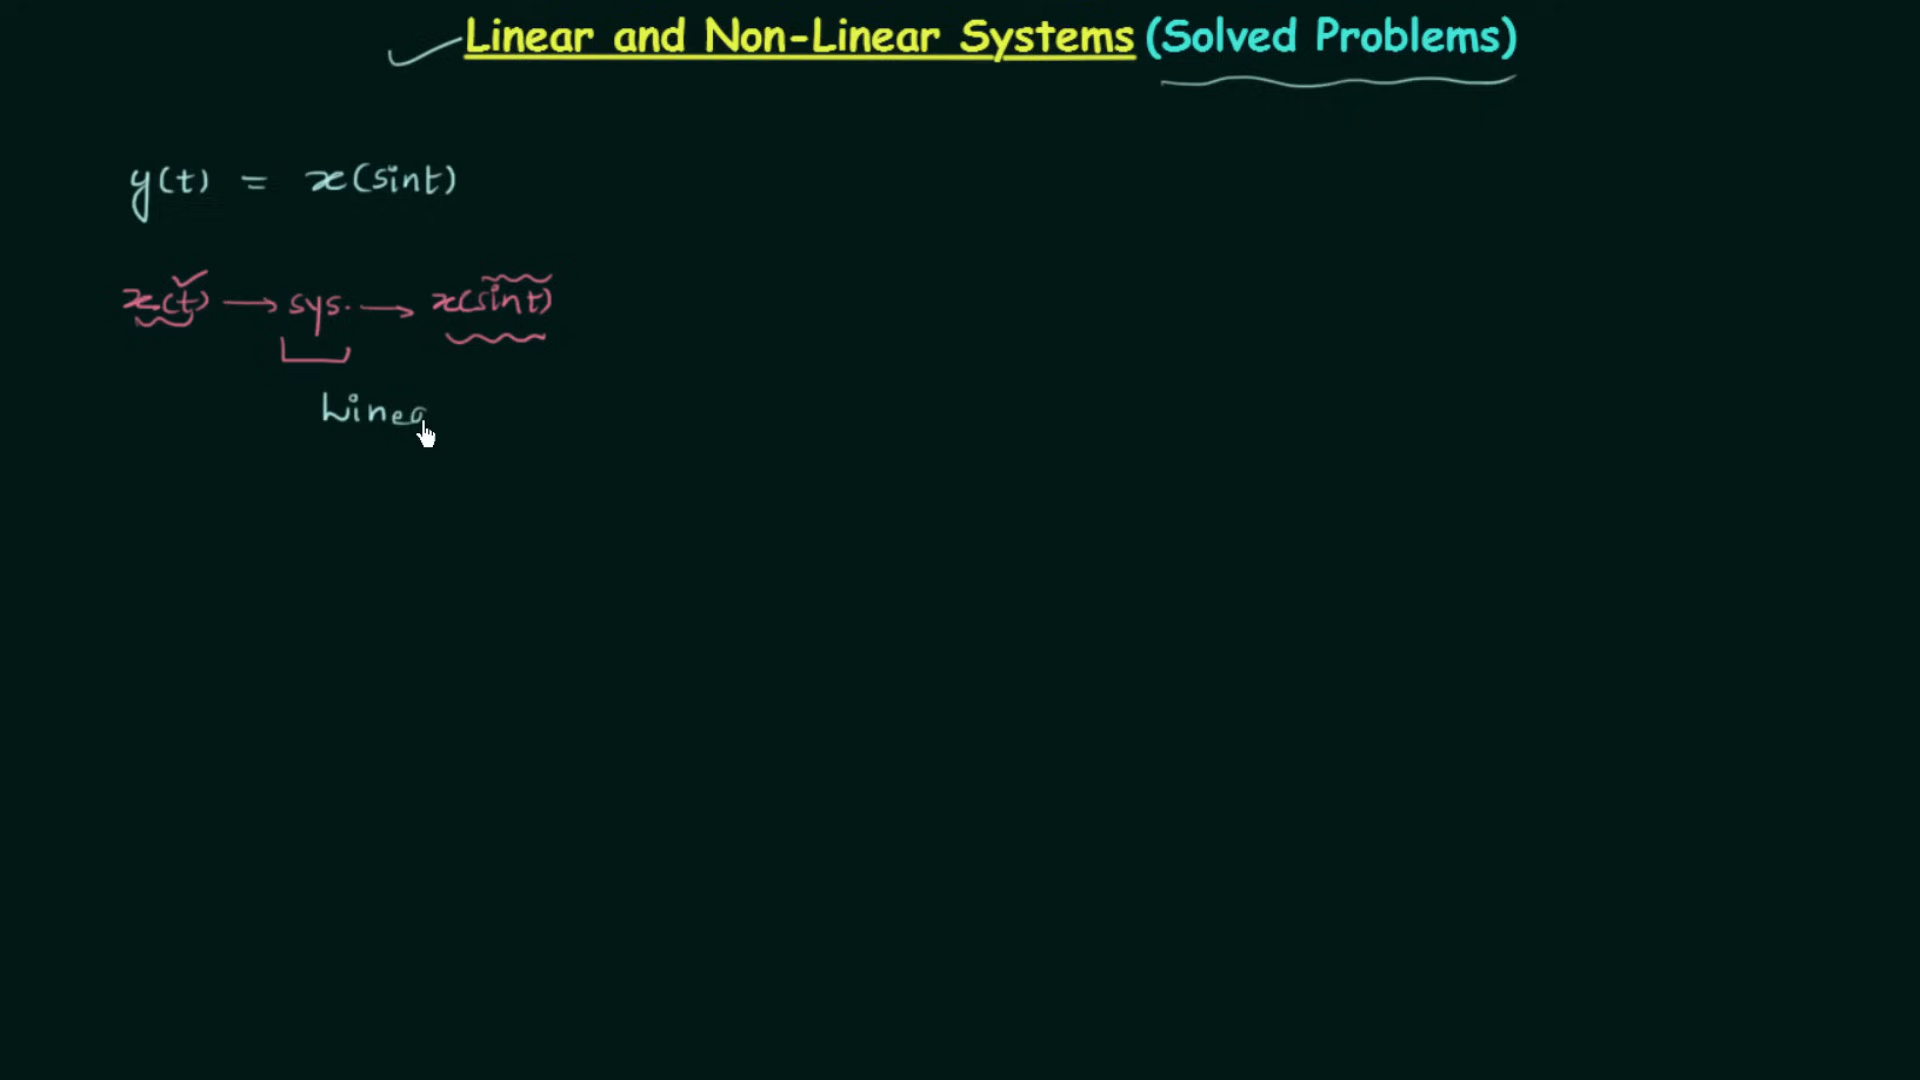 Linear and Non-Linear Systems (Solved Problems)
y(t) = x(sint)
x(t) → sys. → x(sint)
Linea